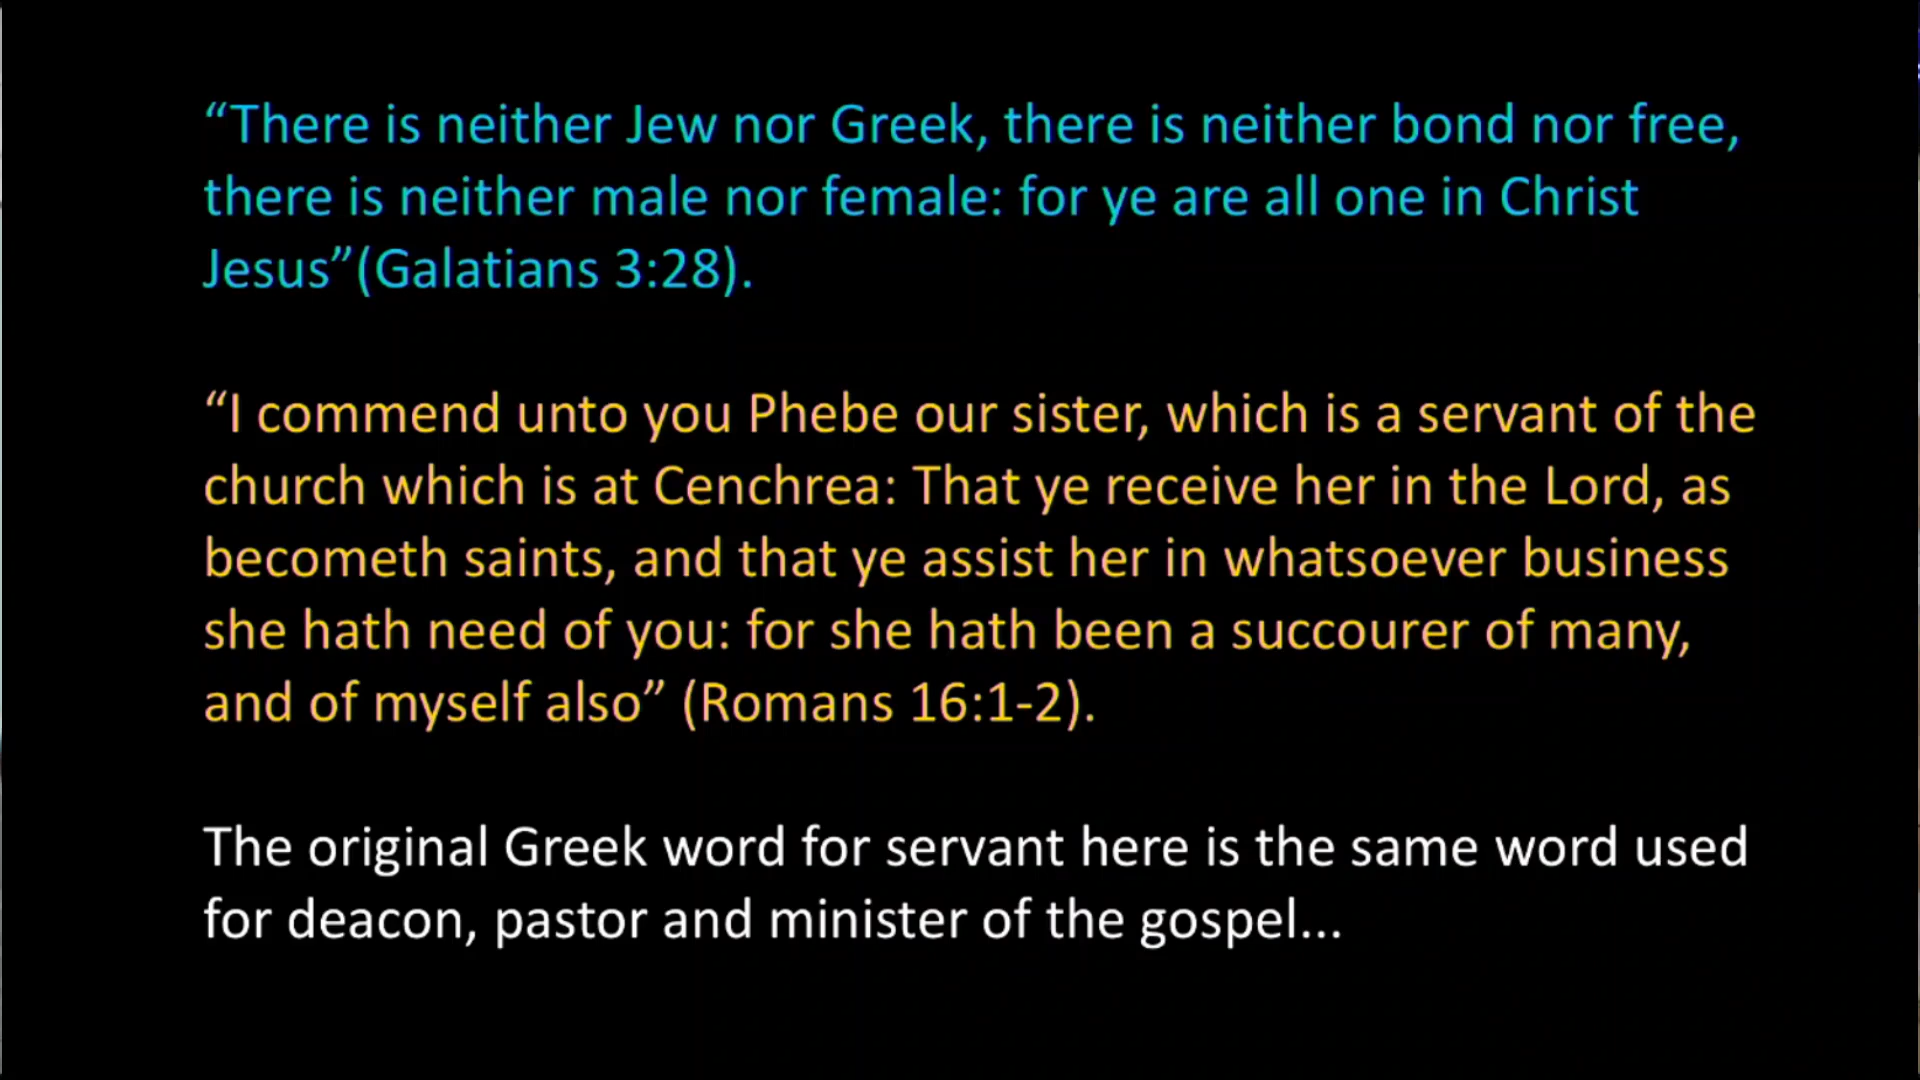 “There is neither Jew nor Greek, there is neither bond nor free,
there is neither male nor female: for ye are all one in Christ
Jesus”(Galatians 3:28).
“I commend unto you Phebe our sister, which is a servant of the
church which is at Cenchrea: That ye receive her in the Lord, as
becometh saints, and that ye assist her in whatsoever business
she hath need of you: for she hath been a succourer of many,
and of myself also” (Romans 16:1-2).
The original Greek word for servant here is the same word used
for deacon, pastor and minister of the gospel...